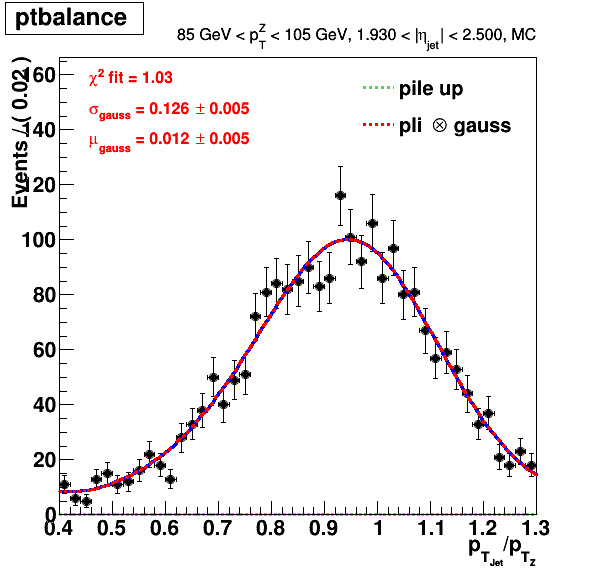 ptbalance
85 GeV < p_T^Z < 105 GeV, 1.930 < |η_jet| < 2.500, MC
χ² fit = 1.03
σ_gauss = 0.126 ± 0.005
μ_gauss = 0.012 ± 0.005
pile up
pli ⊗ gauss
Events /( 0.02 )
160
140
120
100
80
60
40
20
0
0.4 0.5 0.6 0.7 0.8 0.9 1 1.1 1.2 1.3
p_T_Jet/p_T_Z